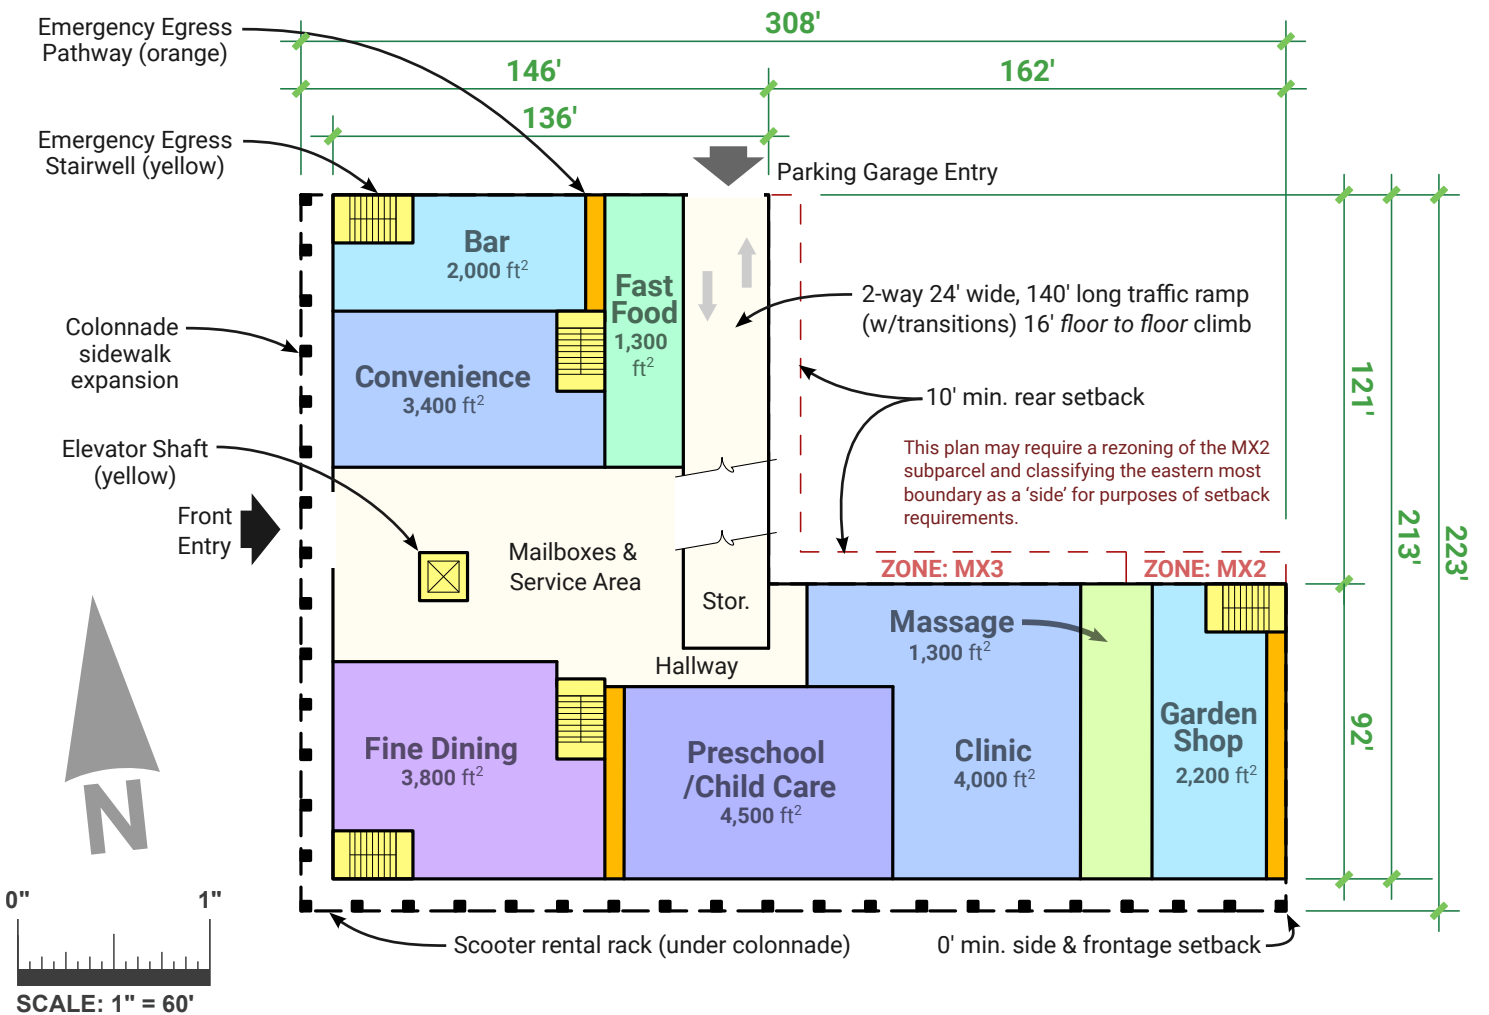 Emergency Egress
Pathway (orange)
308'
146'
162'
136'
Emergency Egress
Stairwell (yellow)
Parking Garage Entry
Bar
2,000 ft²
Fast
Food
1,300
ft²
2-way 24' wide, 140' long traffic ramp
(w/transitions) 16' floor to floor climb
Colonnade
sidewalk
expansion
Convenience
3,400 ft²
10' min. rear setback
121'
213'
223'
92'
This plan may require a rezoning of the MX2
subparcel and classifying the eastern most
boundary as a ‘side’ for purposes of setback
requirements.
Elevator Shaft
(yellow)
Front
Entry
Mailboxes &
Service Area
ZONE: MX3
ZONE: MX2
Stor.
Massage
1,300 ft²
Hallway
Fine Dining
3,800 ft²
Preschool
/Child Care
4,500 ft²
Clinic
4,000 ft²
Garden
Shop
2,200 ft²
N
0"
1"
SCALE: 1" = 60'
Scooter rental rack (under colonnade)
0' min. side & frontage setback